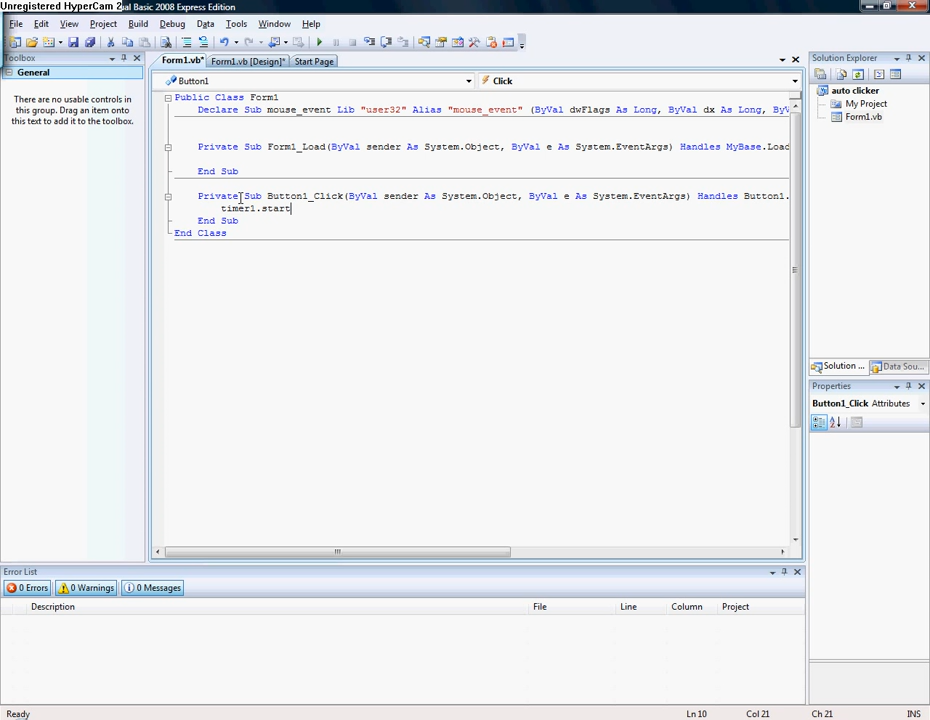 Unregistered HyperCam 2
ual Basic 2008 Express Edition
File Edit View Project Build Debug Data Tools Window Help
Toolbox
General
There are no usable controls in
this group. Drag an item onto
this text to add it to the toolbox.
Form1.vb* Form1.vb [Design]* Start Page
Button1 Click
Public Class Form1
Declare Sub mouse_event Lib "user32" Alias "mouse_event" (ByVal dwFlags As Long, ByVal dx As Long, ByV
Private Sub Form1_Load(ByVal sender As System.Object, ByVal e As System.EventArgs) Handles MyBase.Load
End Sub
Private Sub Button1_Click(ByVal sender As System.Object, ByVal e As System.EventArgs) Handles Button1.
timer1.start
End Sub
End Class
Solution Explorer
auto clicker
My Project
Form1.vb
Solution ... Data Sou...
Properties
Button1_Click Attributes
Error List
0 Errors 0 Warnings 0 Messages
Description File Line Column Project
Ready Ln 10 Col 21 Ch 21 INS